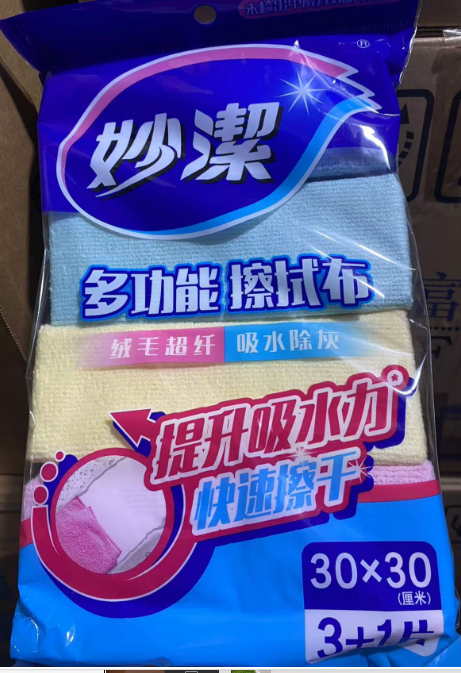 ®
妙潔
多功能 擦拭布
绒毛超纤 吸水除灰
提升吸水力
快速擦干
30×30
(厘米)
3+1片
富